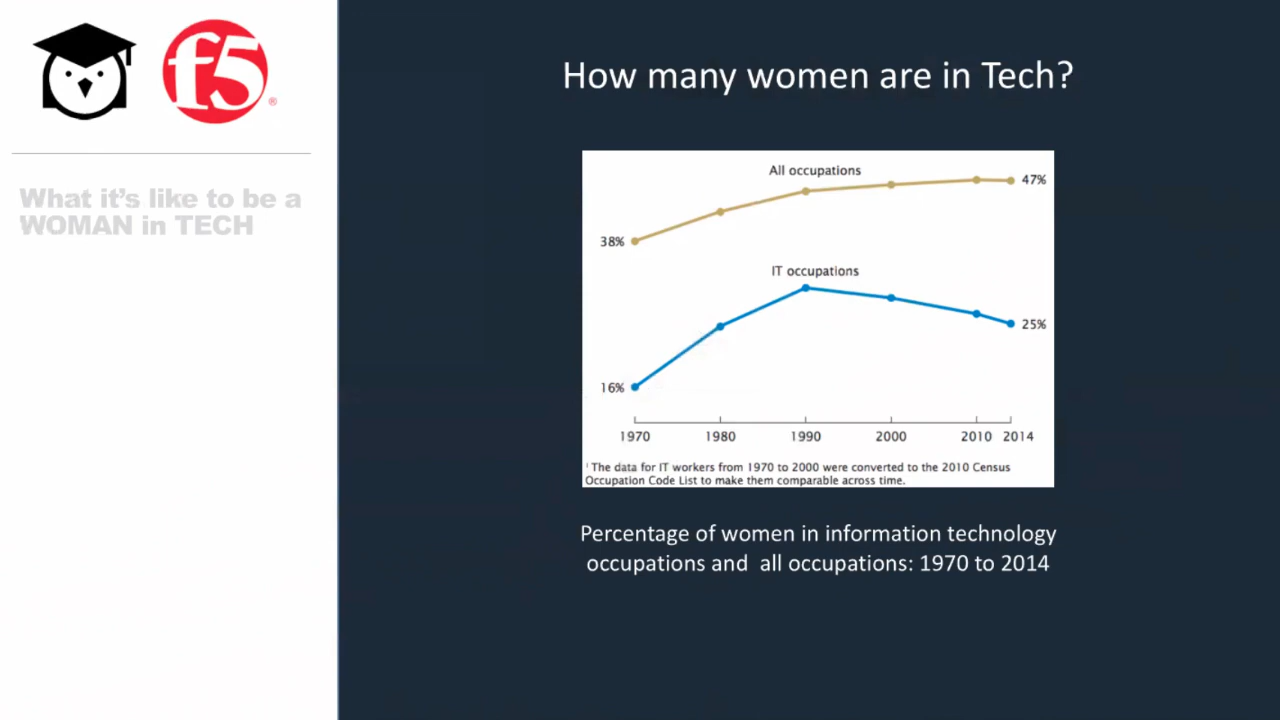 f5®
What it's like to be a
WOMAN in TECH
How many women are in Tech?
All occupations
47%
38%
IT occupations
25%
16%
1970 1980 1990 2000 2010 2014
¹ The data for IT workers from 1970 to 2000 were converted to the 2010 Census
Occupation Code List to make them comparable across time.
Percentage of women in information technology
occupations and  all occupations: 1970 to 2014